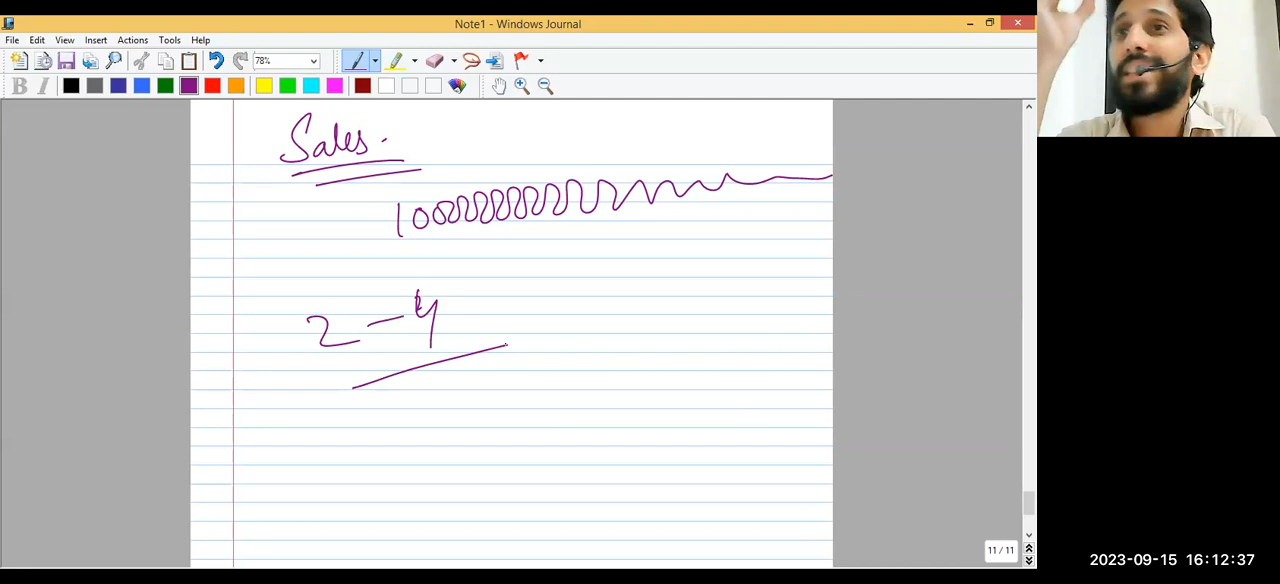 Note1 - Windows Journal
File Edit View Insert Actions Tools Help
78%
B I
Sales.
100
2-4
11 / 11
2023-09-15 16:12:37